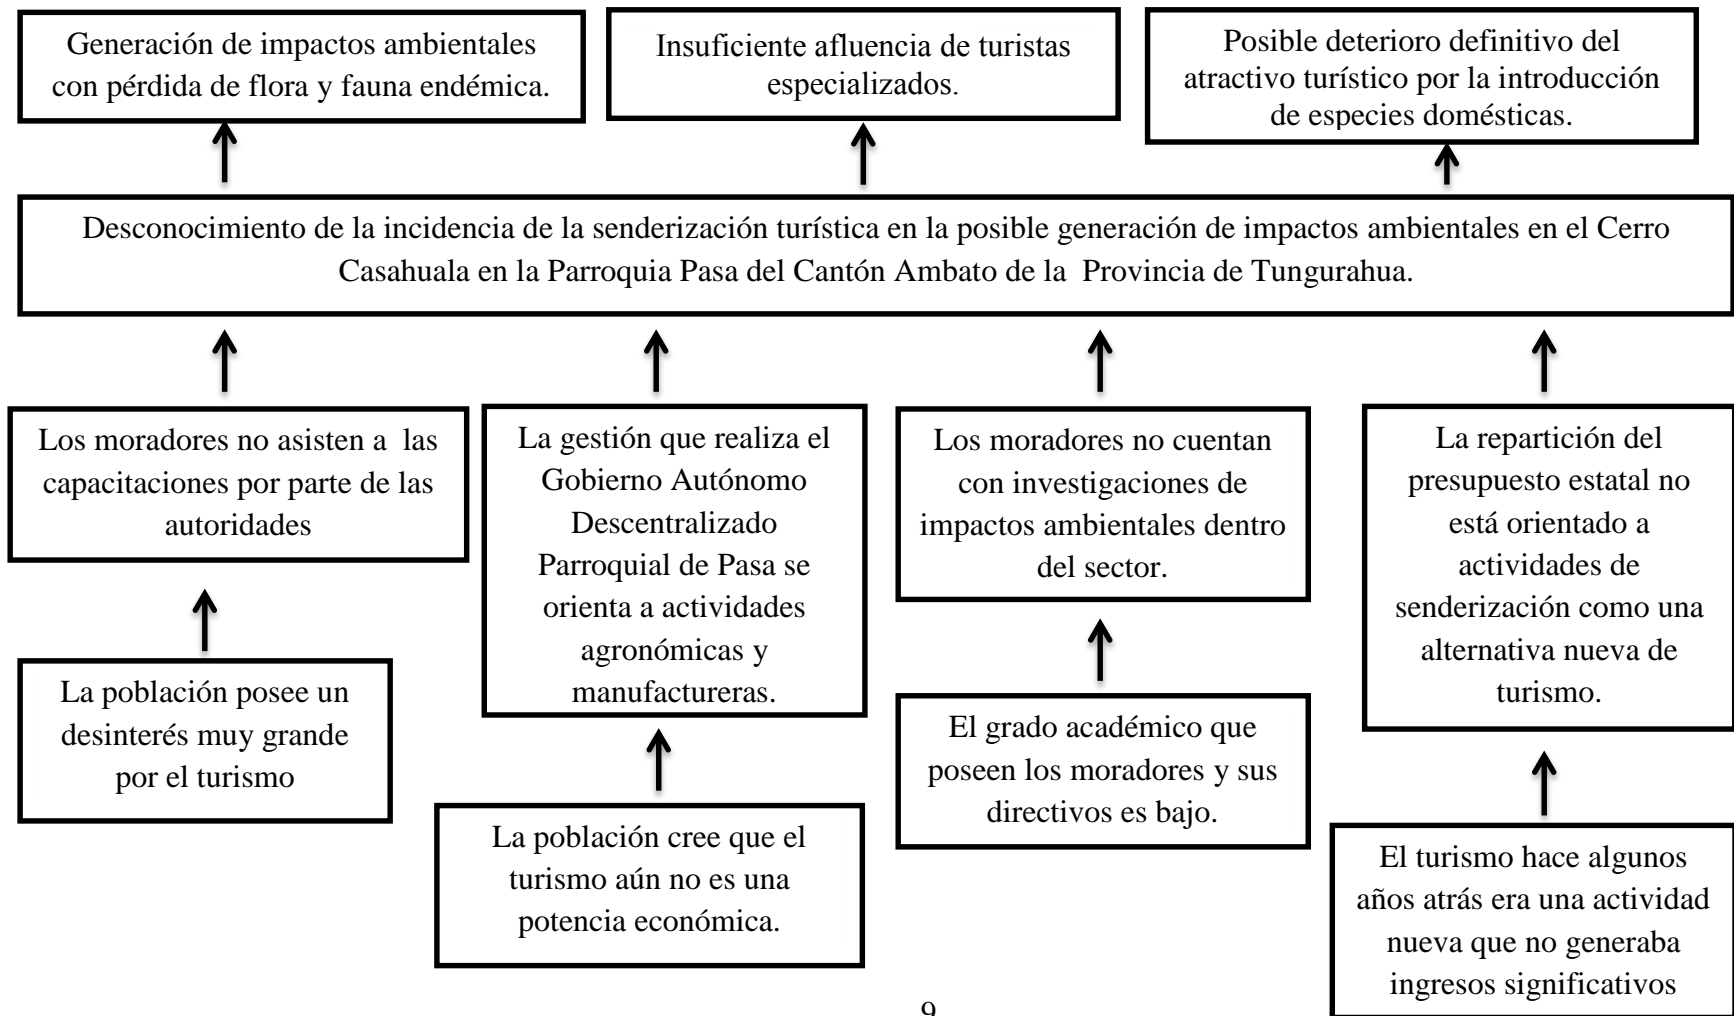 Generación de impactos ambientales
con pérdida de flora y fauna endémica.
Insuficiente afluencia de turistas
especializados.
Posible deterioro definitivo del
atractivo turístico por la introducción
de especies domésticas.
Desconocimiento de la incidencia de la senderización turística en la posible generación de impactos ambientales en el Cerro
Casahuala en la Parroquia Pasa del Cantón Ambato de la Provincia de Tungurahua.
Los moradores no asisten a las
capacitaciones por parte de las
autoridades
La gestión que realiza el
Gobierno Autónomo
Descentralizado
Parroquial de Pasa se
orienta a actividades
agronómicas y
manufactureras.
Los moradores no cuentan
con investigaciones de
impactos ambientales dentro
del sector.
La repartición del
presupuesto estatal no
está orientado a
actividades de
senderización como una
alternativa nueva de
turismo.
La población posee un
desinterés muy grande
por el turismo
La población cree que el
turismo aún no es una
potencia económica.
El grado académico que
poseen los moradores y sus
directivos es bajo.
El turismo hace algunos
años atrás era una actividad
nueva que no generaba
ingresos significativos
9